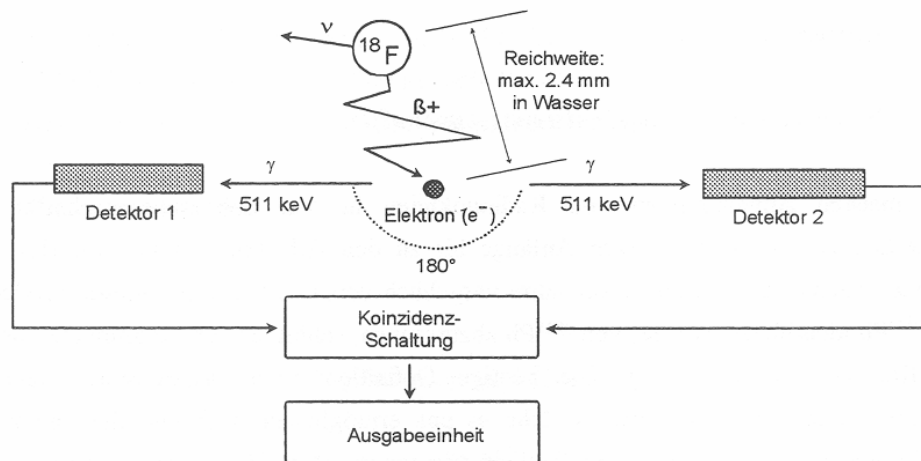 ν
¹⁸F
Reichweite:
max. 2.4 mm
in Wasser
ß+
γ
γ
511 keV
Elektron (e⁻)
511 keV
Detektor 1
Detektor 2
180°
Koinzidenz-
Schaltung
Ausgabeeinheit